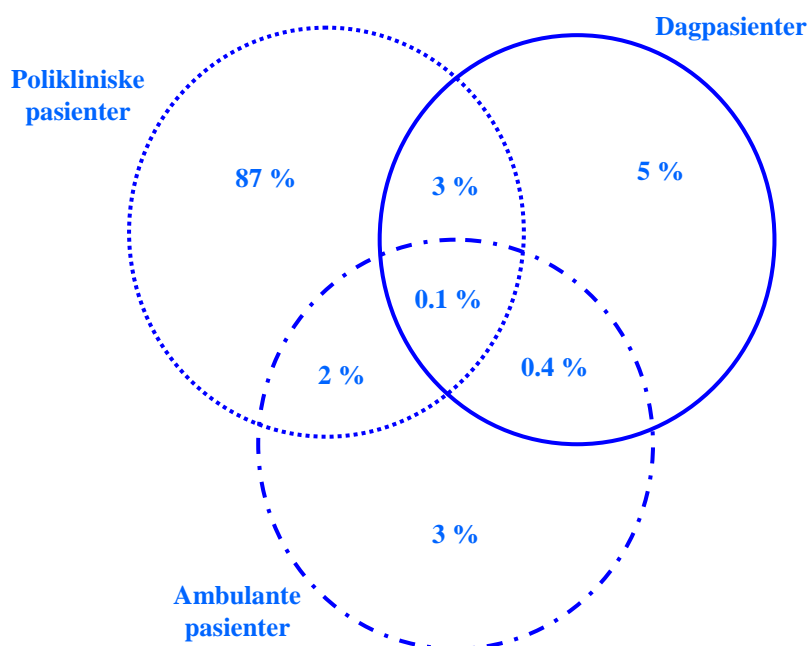 Dagpasienter
Polikliniske
pasienter
87 %
3 %
5 %
0.1 %
2 %
0.4 %
3 %
Ambulante
pasienter